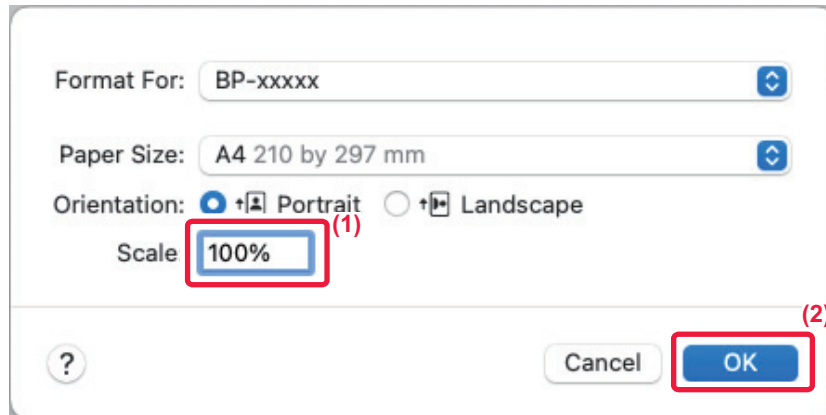 Format For: BP-xxxxx
Paper Size: A4 210 by 297 mm
Orientation: Portrait Landscape
(1)
Scale 100%
(2)
? Cancel OK